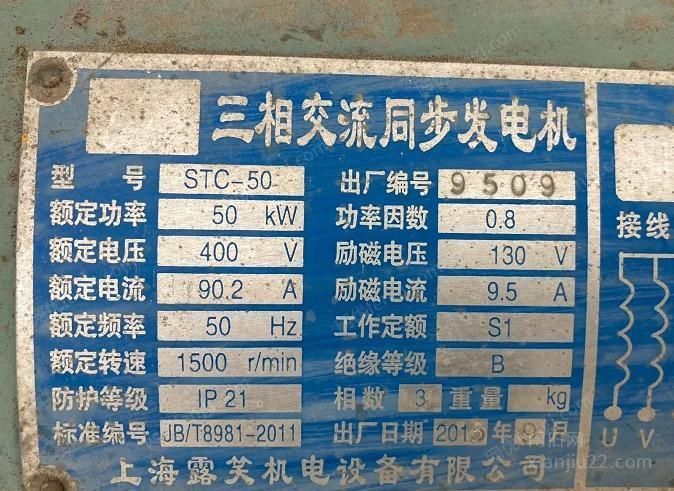 三相交流同步发电机
型 号 STC-50 出厂编号 9509
额定功率 50 kW 功率因数 0.8
额定电压 400 V 励磁电压 130 V
额定电流 90.2 A 励磁电流 9.5 A
额定频率 50 Hz 工作定额 S1
额定转速 1500 r/min 绝缘等级 B
防护等级 IP 21 相数 3 重量 kg
标准编号 JB/T8981-2011 出厂日期 2015 年 月
上海露笑机电设备有限公司
接线
U V
xianjiu22.com